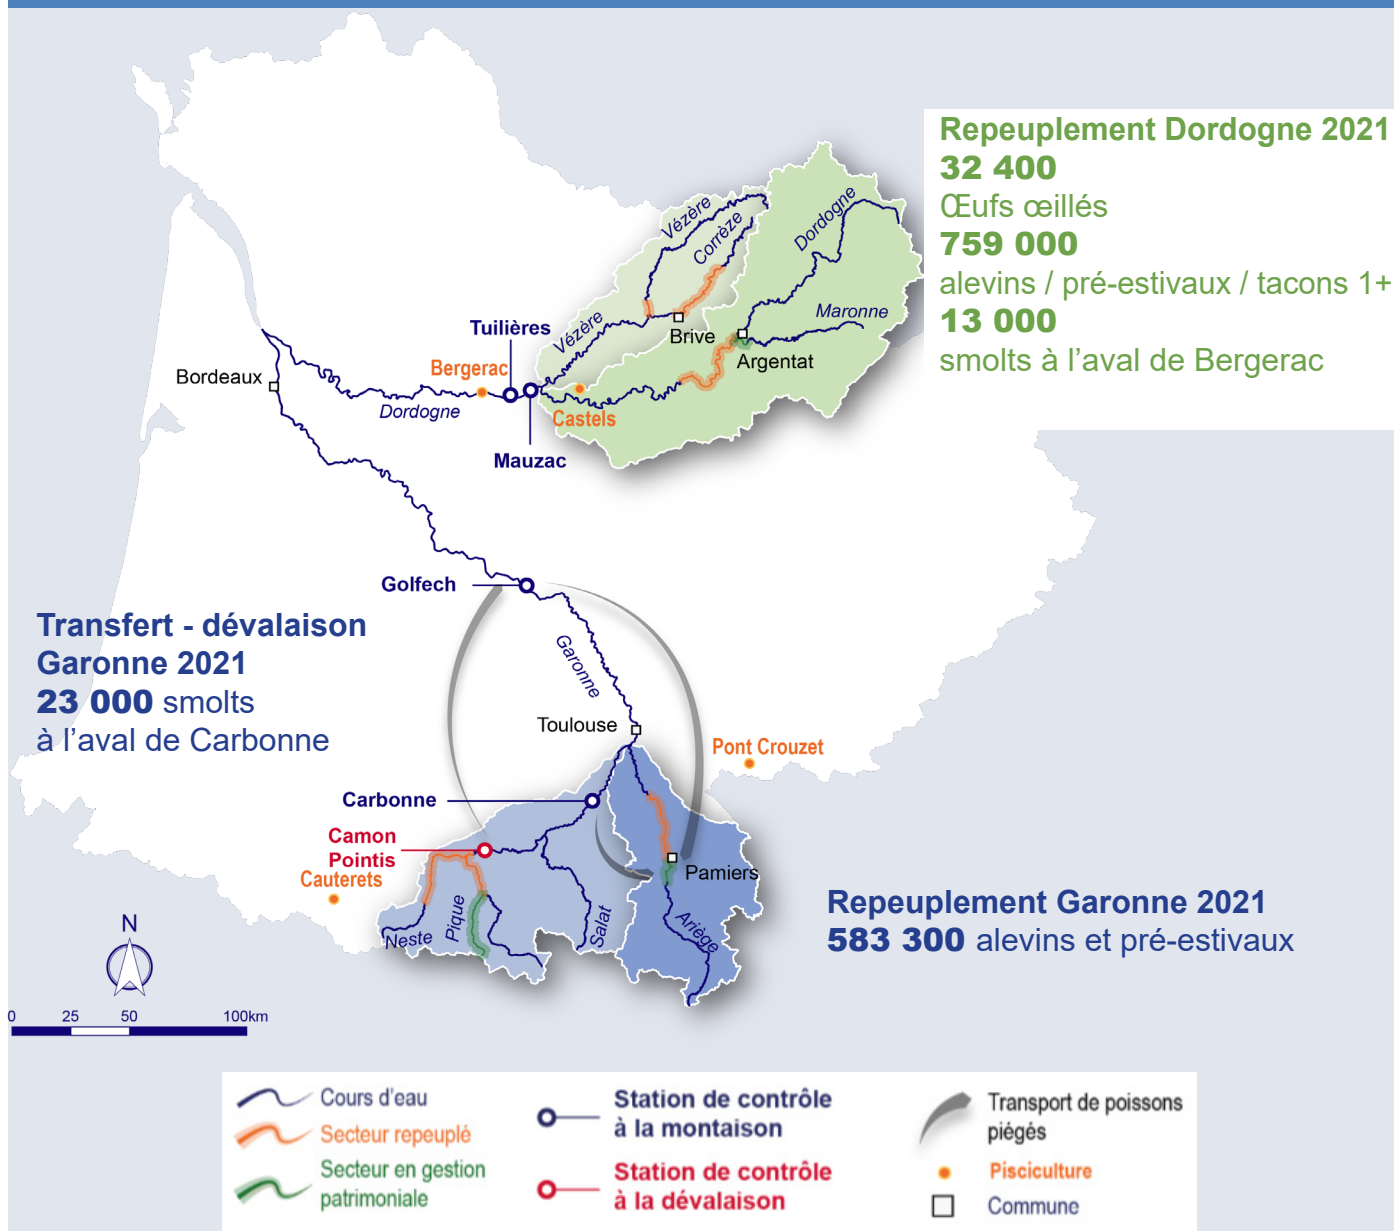 Repeuplement Dordogne 2021
32 400
Œufs œillés
759 000
alevins / pré-estivaux / tacons 1+
13 000
smolts à l'aval de Bergerac
Vézère
Corrèze
Dordogne
Maronne
Tuilières
Vézère
Brive
Argentat
Bergerac
Bordeaux
Dordogne
Castels
Mauzac
Golfech
Transfert - dévalaison
Garonne 2021
23 000 smolts
à l'aval de Carbonne
Garonne
Toulouse
Pont Crouzet
Carbonne
Camon
Pointis
Cauterets
Pamiers
Neste
Pique
Salat
Ariège
Repeuplement Garonne 2021
583 300 alevins et pré-estivaux
N
0 25 50 100km
Cours d'eau
Secteur repeuplé
Secteur en gestion
patrimoniale
Station de contrôle
à la montaison
Station de contrôle
à la dévalaison
Transport de poissons
piégés
Pisciculture
Commune